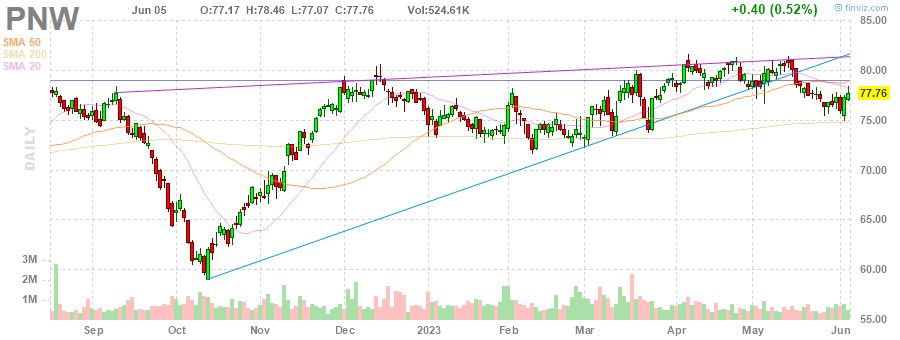 PNW Jun 05 O:77.17 H:78.46 L:77.07 C:77.76 Vol:524.61K +0.40 (0.52%) © finviz.com
85.00
SMA 50
SMA 200
SMA 20
80.00
77.76
75.00
DAILY
70.00
65.00
3M 60.00
2M
1M
55.00
Sep Oct Nov Dec 2023 Feb Mar Apr May Jun